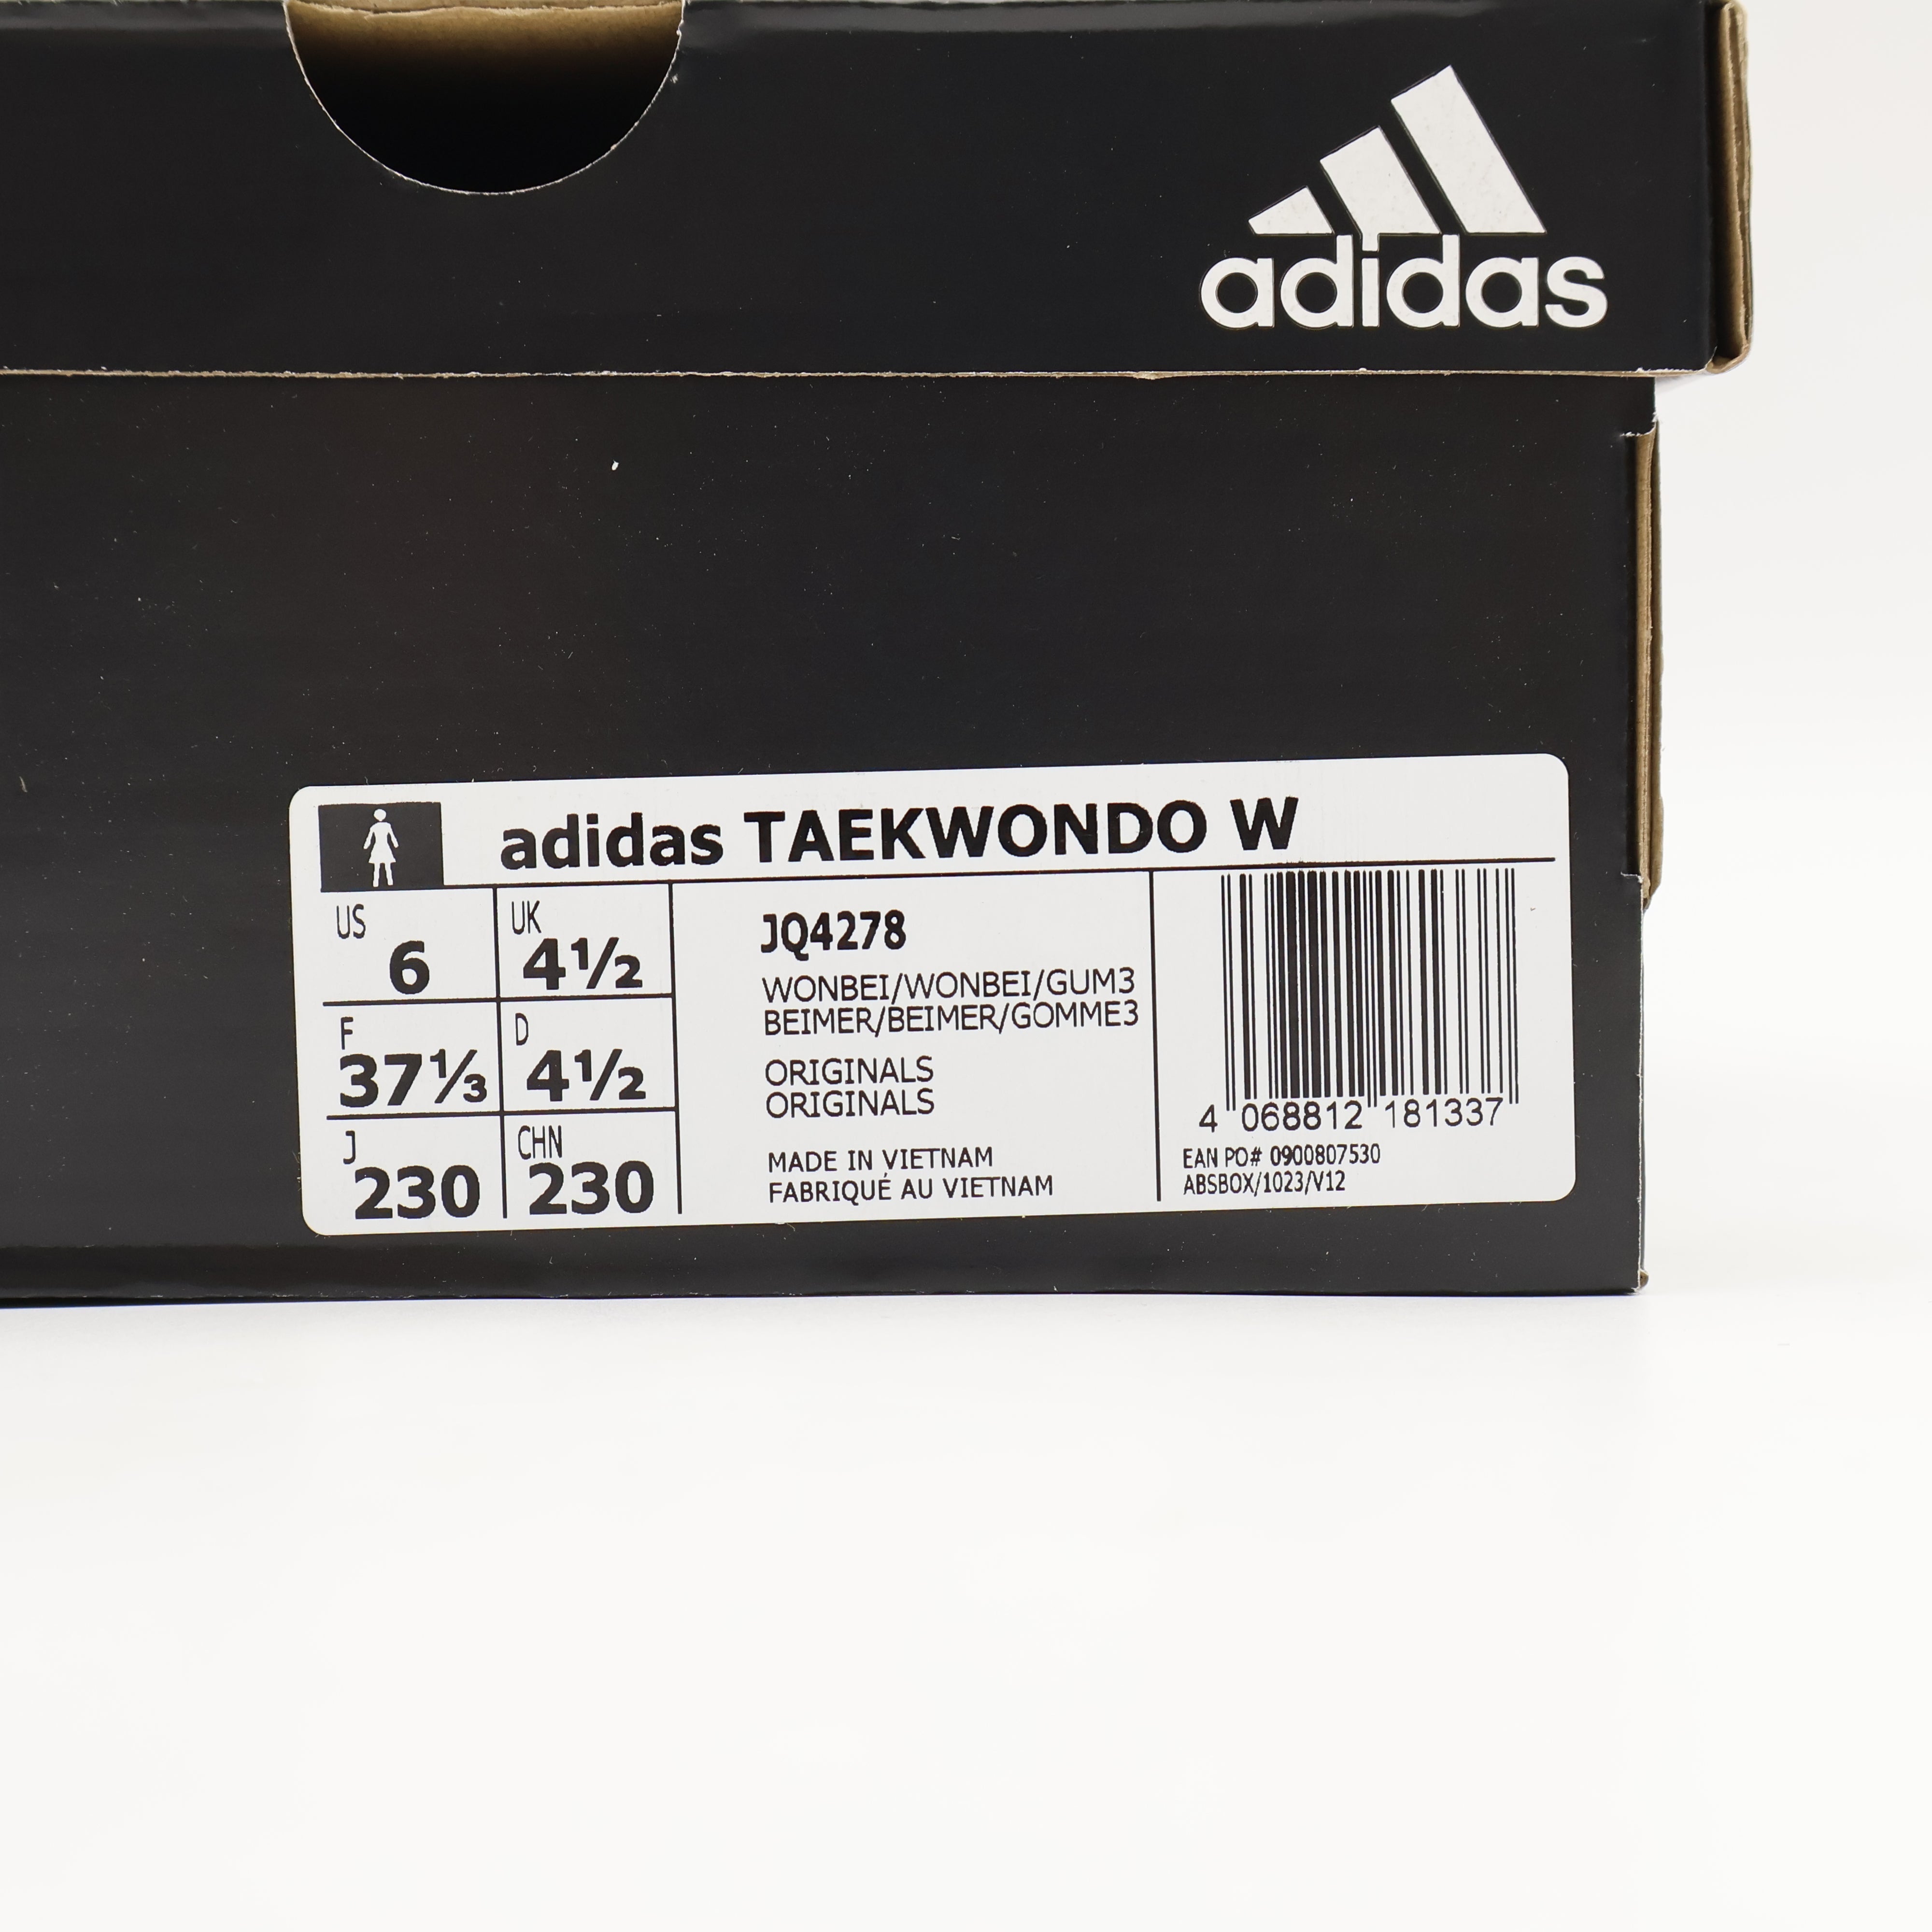 adidas
adidas TAEKWONDO W
US
6
UK
4½
F
37⅓
D
4½
J
230
CHN
230
JQ4278
WONBEI/WONBEI/GUM3
BEIMER/BEIMER/GOMME3
ORIGINALS
ORIGINALS
MADE IN VIETNAM
FABRIQUÉ AU VIETNAM
4 068812 181337
EAN PO# 0900807530
ABSBOX/1023/V12